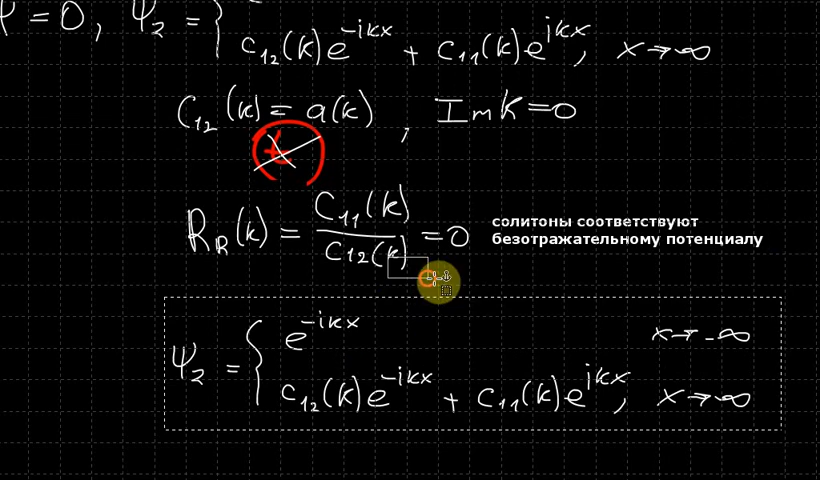 Ψ = 0, Ψ₂ = {
c₁₂(k)e^{-ikx} + c₁₁(k)e^{ikx}, x→∞
c₁₂(k) = a(k), Im k = 0
R_R(k) = c₁₁(k) / c₁₂(k) = 0
солитоны соответствуют
безотражательному потенциалу
e^{-ikx} x→-∞
Ψ₂ = {
c₁₂(k)e^{-ikx} + c₁₁(k)e^{ikx}, x→∞